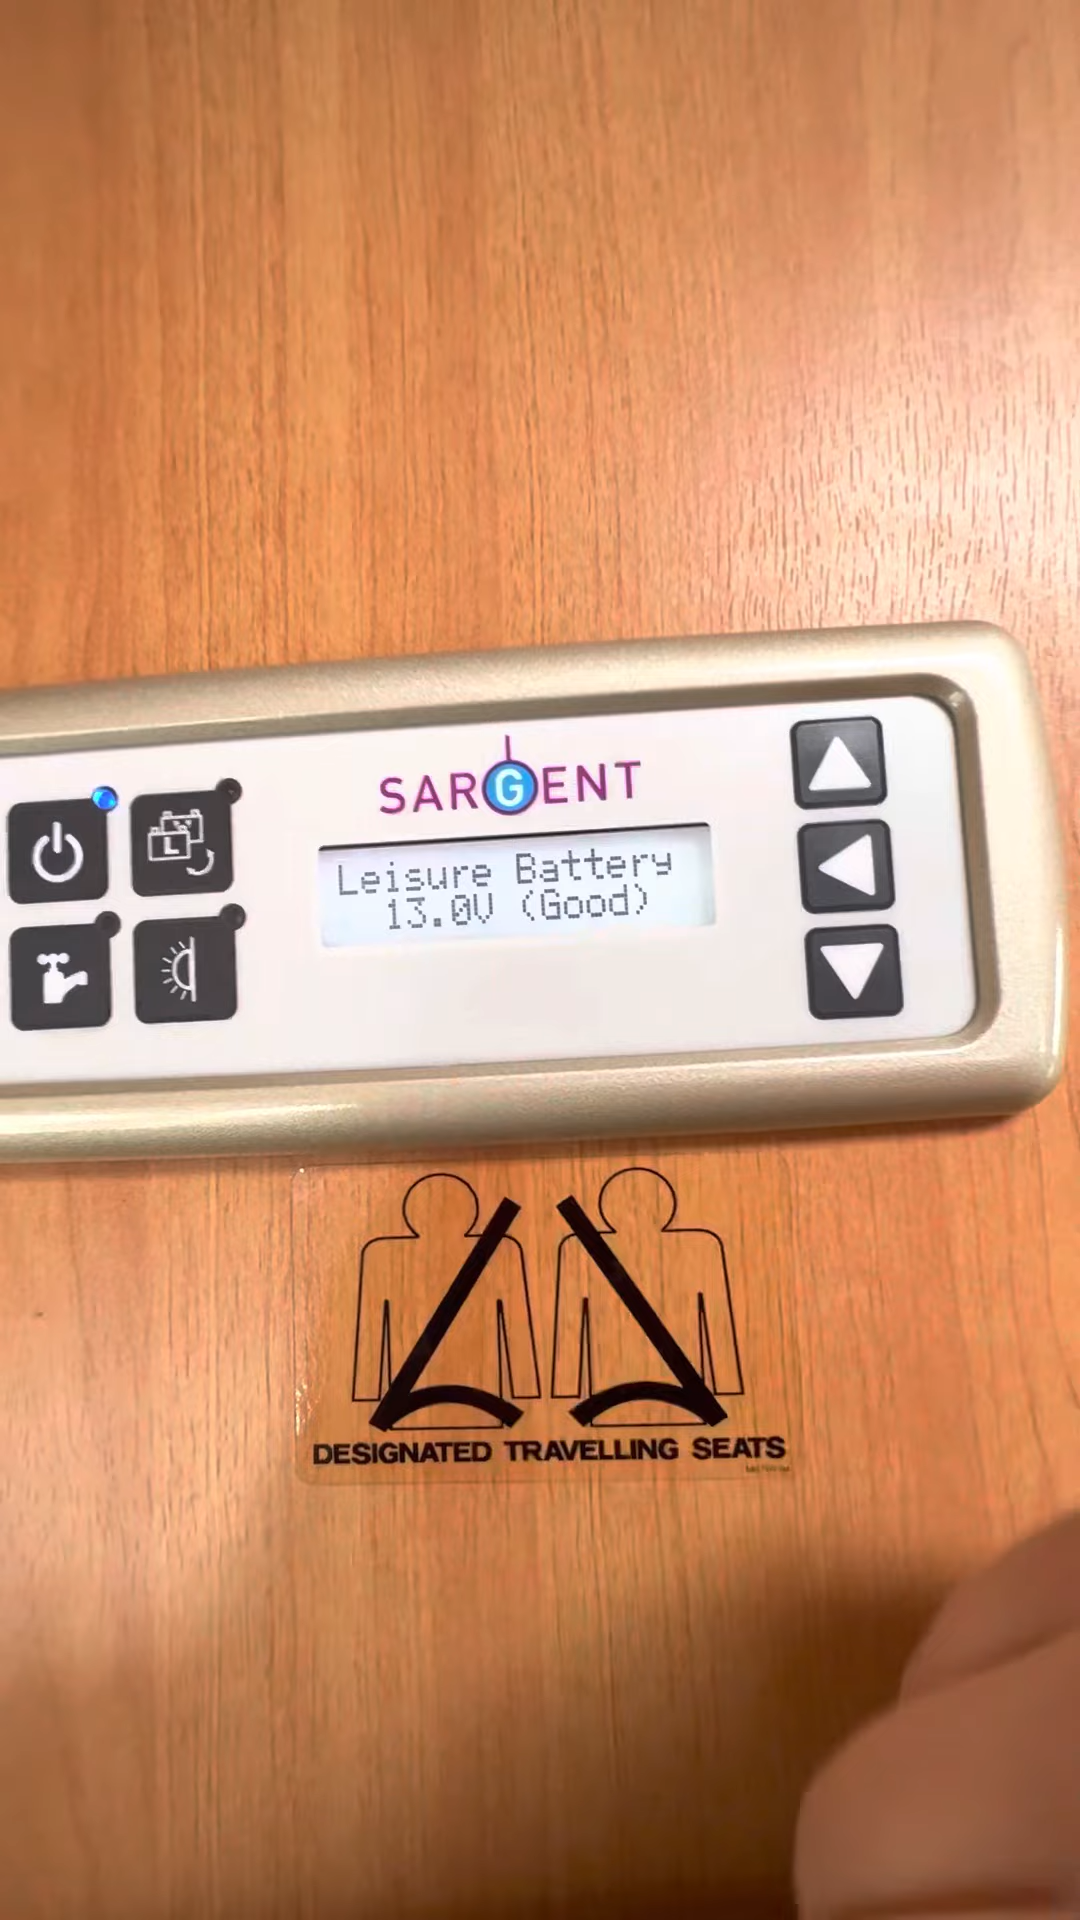 SARGENT
L
Leisure Battery
13.0V (Good)
DESIGNATED TRAVELLING SEATS